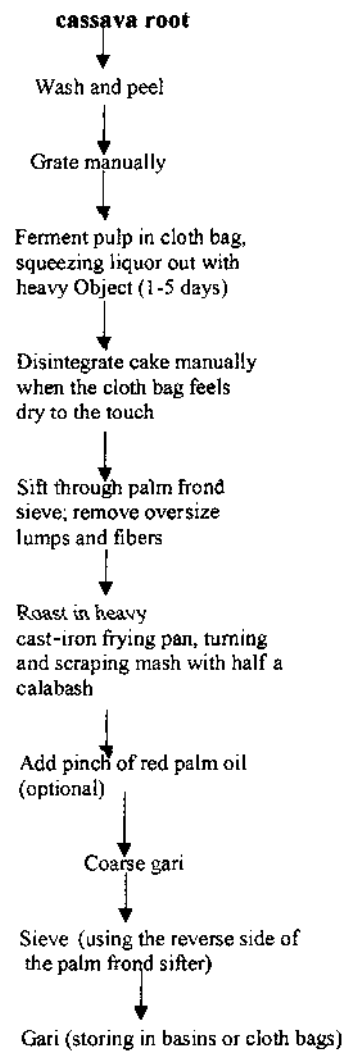 cassava root
Wash and peel
Grate manually
Ferment pulp in cloth bag,
squeezing liquor out with
heavy Object (1-5 days)
Disintegrate cake manually
when the cloth bag feels
dry to the touch
Sift through palm frond
sieve; remove oversize
lumps and fibers
Roast in heavy
cast-iron frying pan, turning
and scraping mash with half a
calabash
Add pinch of red palm oil
(optional)
Coarse gari
Sieve (using the reverse side of
the palm frond sifter)
Gari (storing in basins or cloth bags)